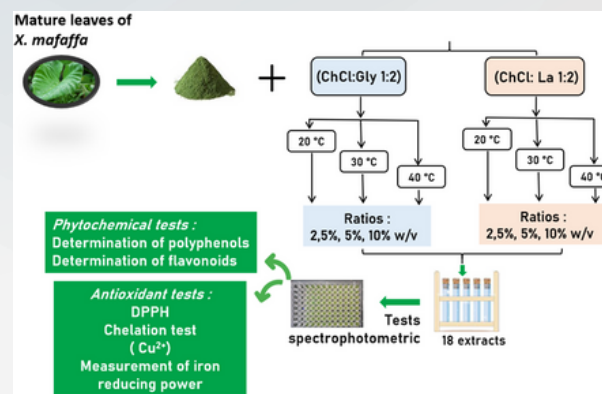 Mature leaves of
X. mafaffa
(ChCl:Gly 1:2)
(ChCl: La 1:2)
20 °C
30 °C
40 °C
20 °C
30 °C
40 °C
Ratios :
2,5%, 5%, 10% w/v
Ratios :
2,5%, 5%, 10% w/v
Phytochemical tests :
Determination of polyphenols
Determination of flavonoids
Antioxidant tests :
DPPH
Chelation test
( Cu²⁺)
Measurement of iron
reducing power
Tests
spectrophotometric
18 extracts